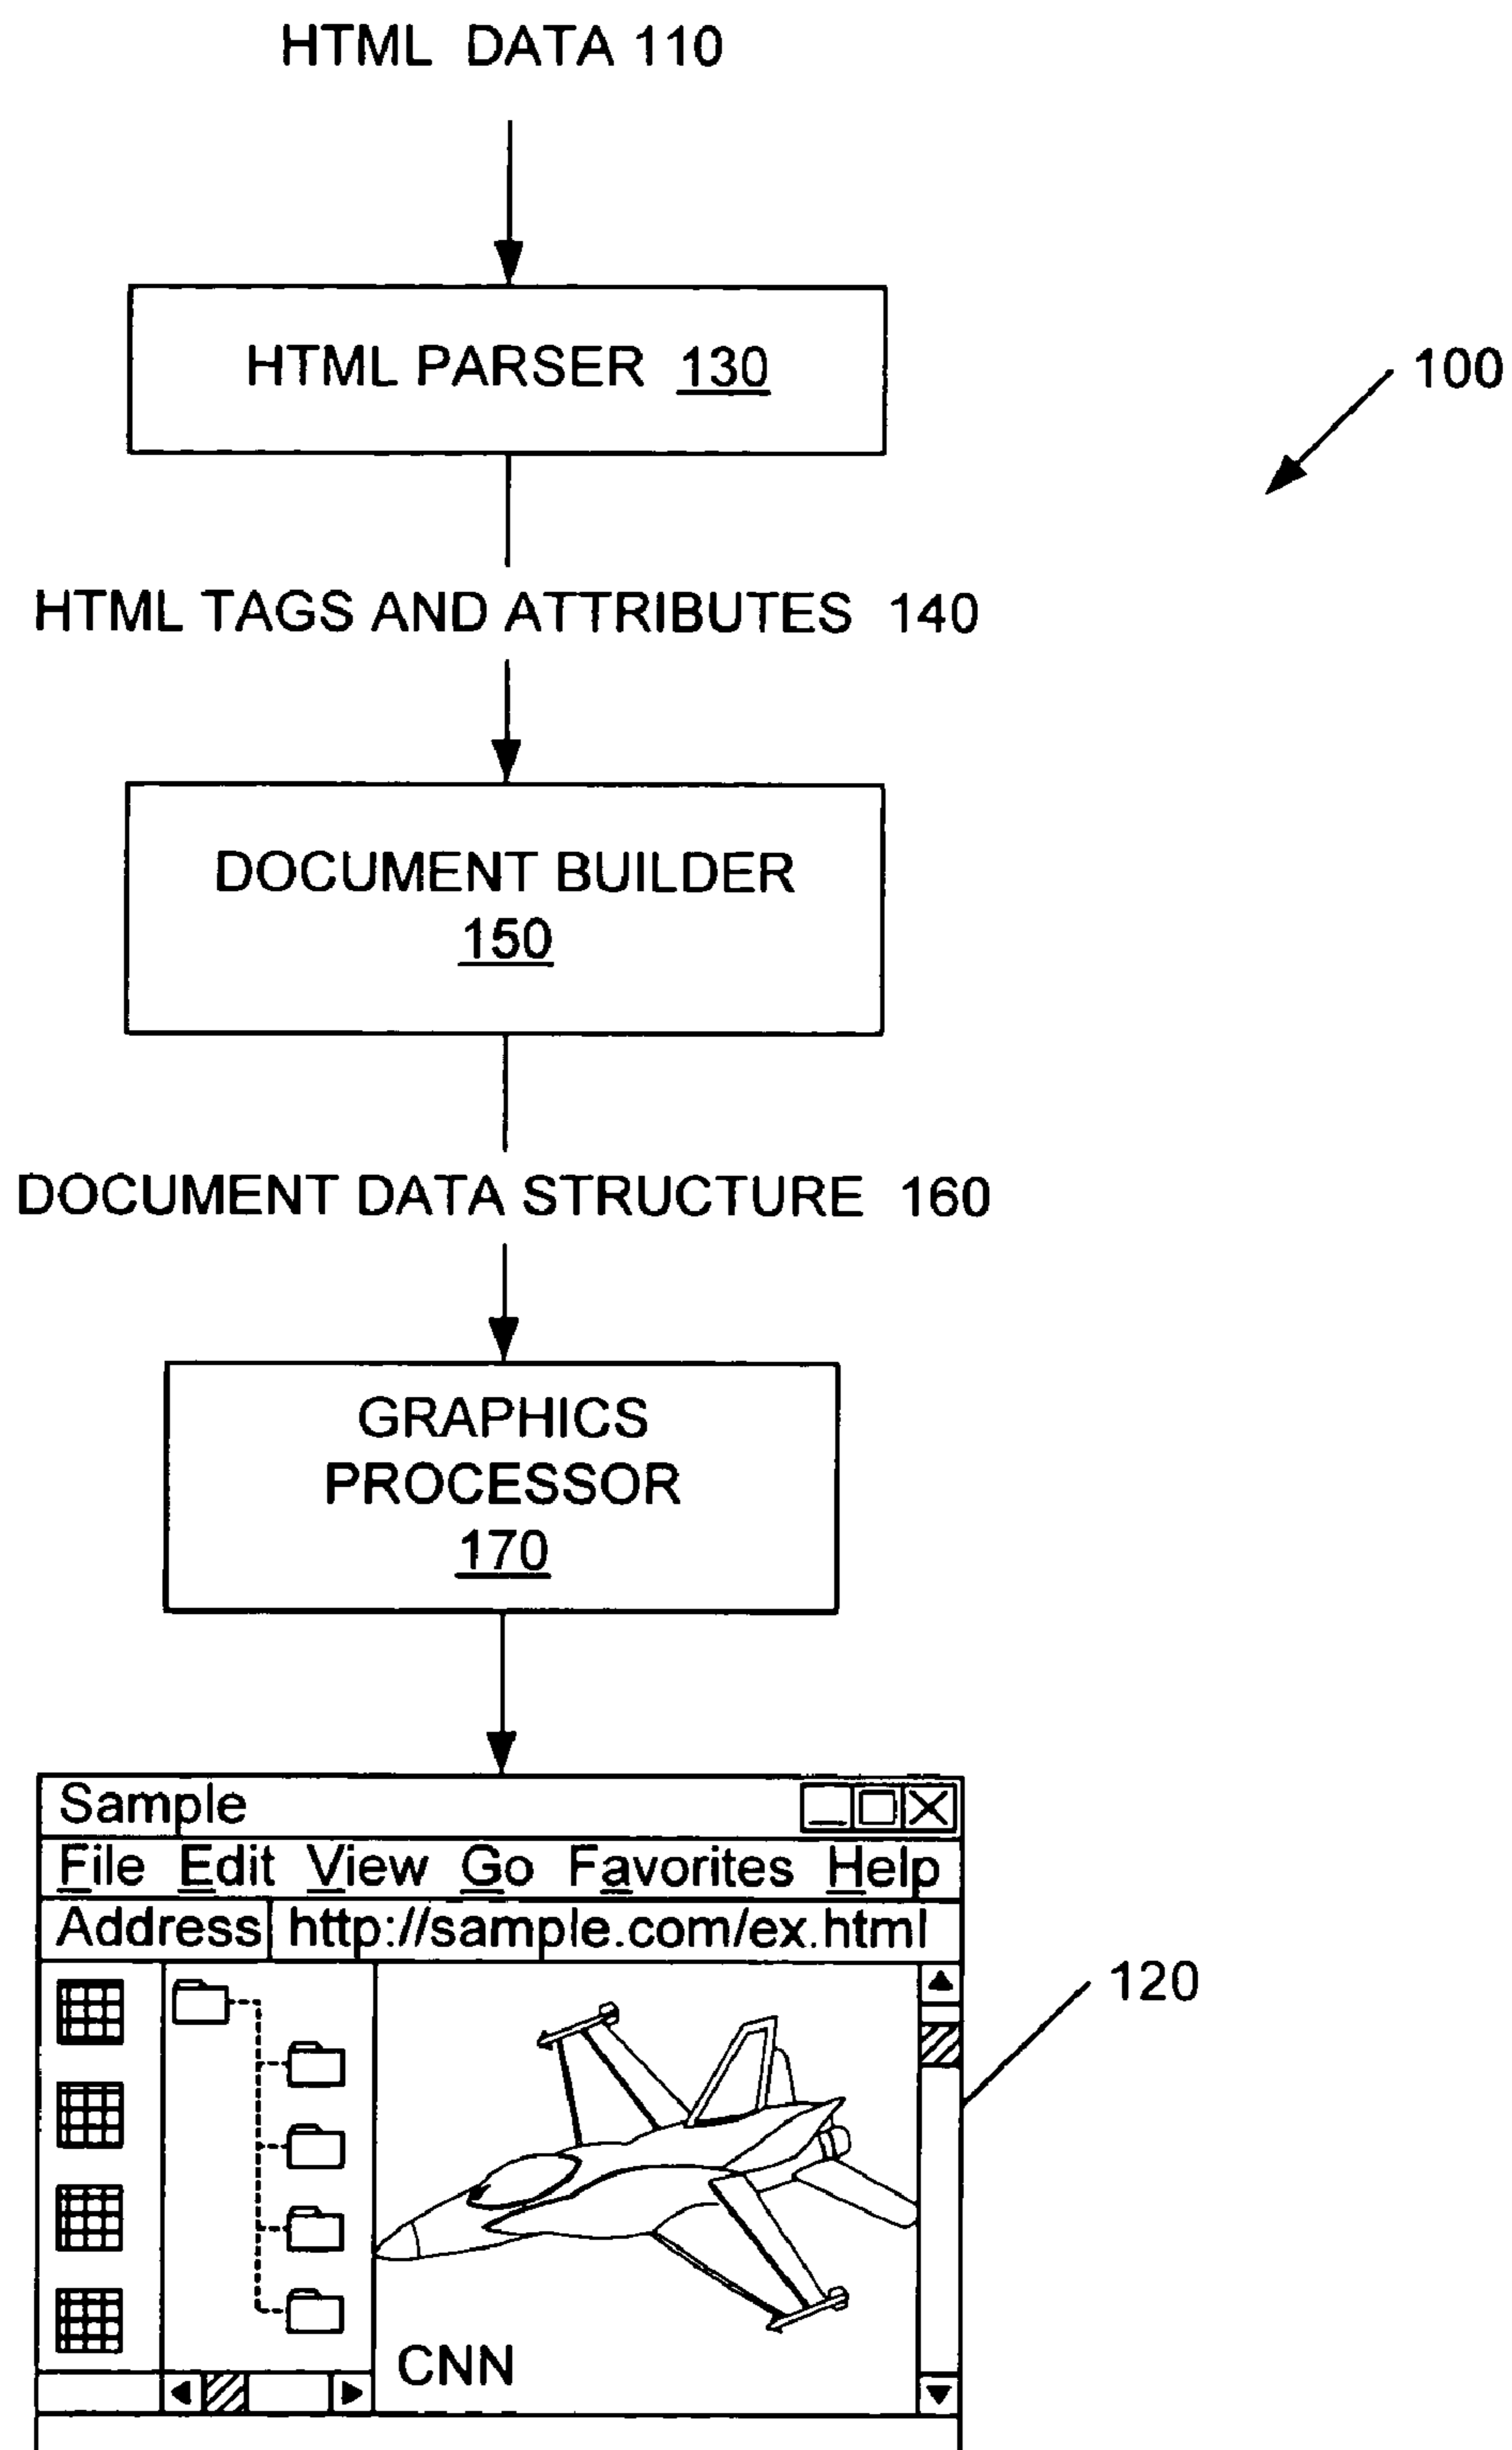 HTML DATA 110
HTML PARSER 130
100
HTML TAGS AND ATTRIBUTES 140
DOCUMENT BUILDER
150
DOCUMENT DATA STRUCTURE 160
GRAPHICS
PROCESSOR
170
Sample
File Edit View Go Favorites Help
Address http://sample.com/ex.html
120
CNN